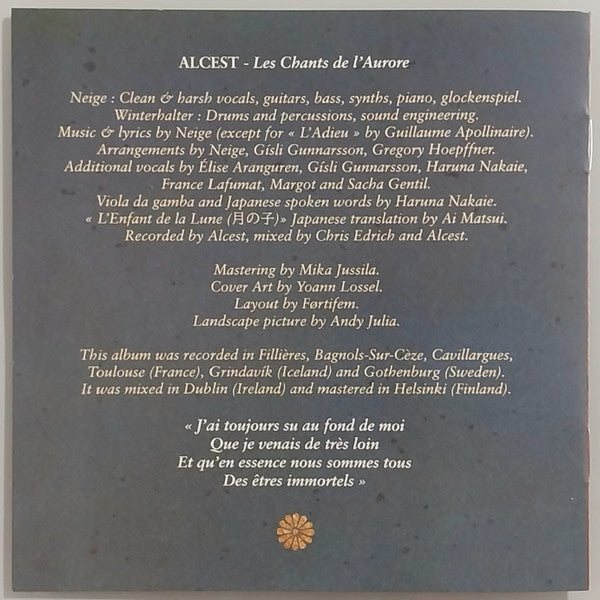 ALCEST - Les Chants de l'Aurore
Neige : Clean & harsh vocals, guitars, bass, synths, piano, glockenspiel.
Winterhalter : Drums and percussions, sound engineering.
Music & lyrics by Neige (except for « L'Adieu » by Guillaume Apollinaire).
Arrangements by Neige, Gísli Gunnarsson, Gregory Hoepffner.
Additional vocals by Élise Aranguren, Gísli Gunnarsson, Haruna Nakaie,
France Lafumat, Margot and Sacha Gentil.
Viola da gamba and Japanese spoken words by Haruna Nakaie.
« L'Enfant de la Lune (月の子)» Japanese translation by Ai Matsui.
Recorded by Alcest, mixed by Chris Edrich and Alcest.
Mastering by Mika Jussila.
Cover Art by Yoann Lossel.
Layout by Førtifem.
Landscape picture by Andy Julia.
This album was recorded in Fillières, Bagnols-Sur-Cèze, Cavillargues,
Toulouse (France), Grindavík (Iceland) and Gothenburg (Sweden).
It was mixed in Dublin (Ireland) and mastered in Helsinki (Finland).
« J'ai toujours su au fond de moi
Que je venais de très loin
Et qu'en essence nous sommes tous
Des êtres immortels »